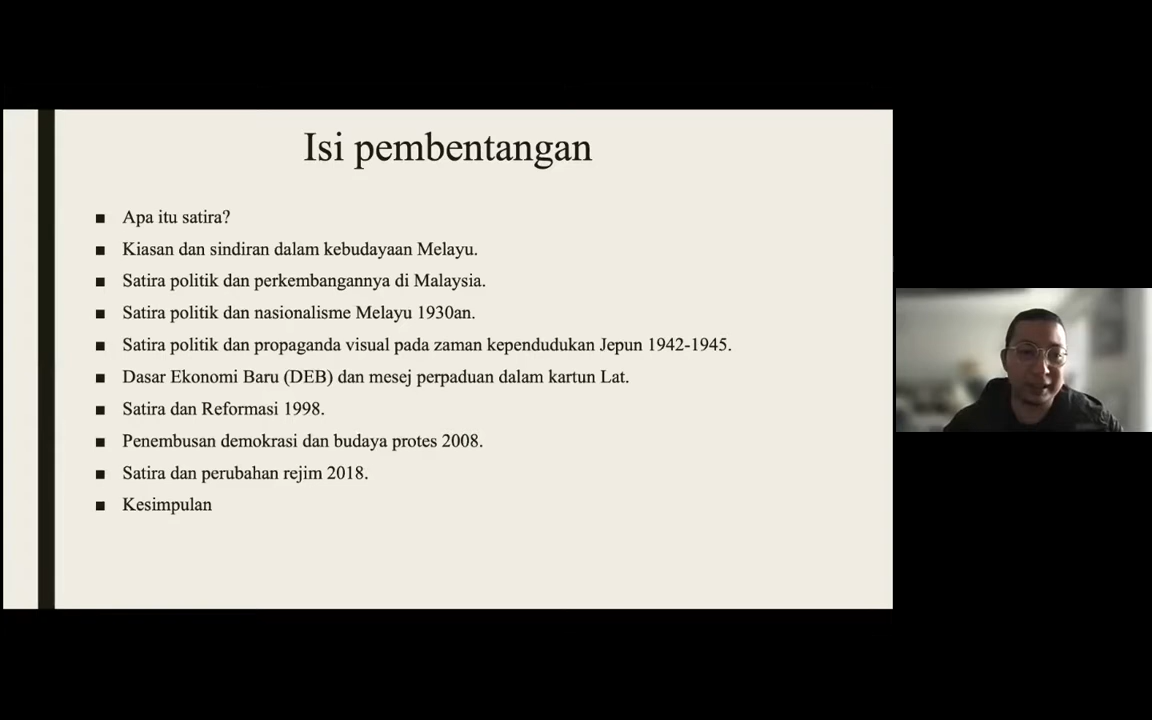 Isi pembentangan
Apa itu satira?
Kiasan dan sindiran dalam kebudayaan Melayu.
Satira politik dan perkembangannya di Malaysia.
Satira politik dan nasionalisme Melayu 1930an.
Satira politik dan propaganda visual pada zaman kependudukan Jepun 1942-1945.
Dasar Ekonomi Baru (DEB) dan mesej perpaduan dalam kartun Lat.
Satira dan Reformasi 1998.
Penembusan demokrasi dan budaya protes 2008.
Satira dan perubahan rejim 2018.
Kesimpulan